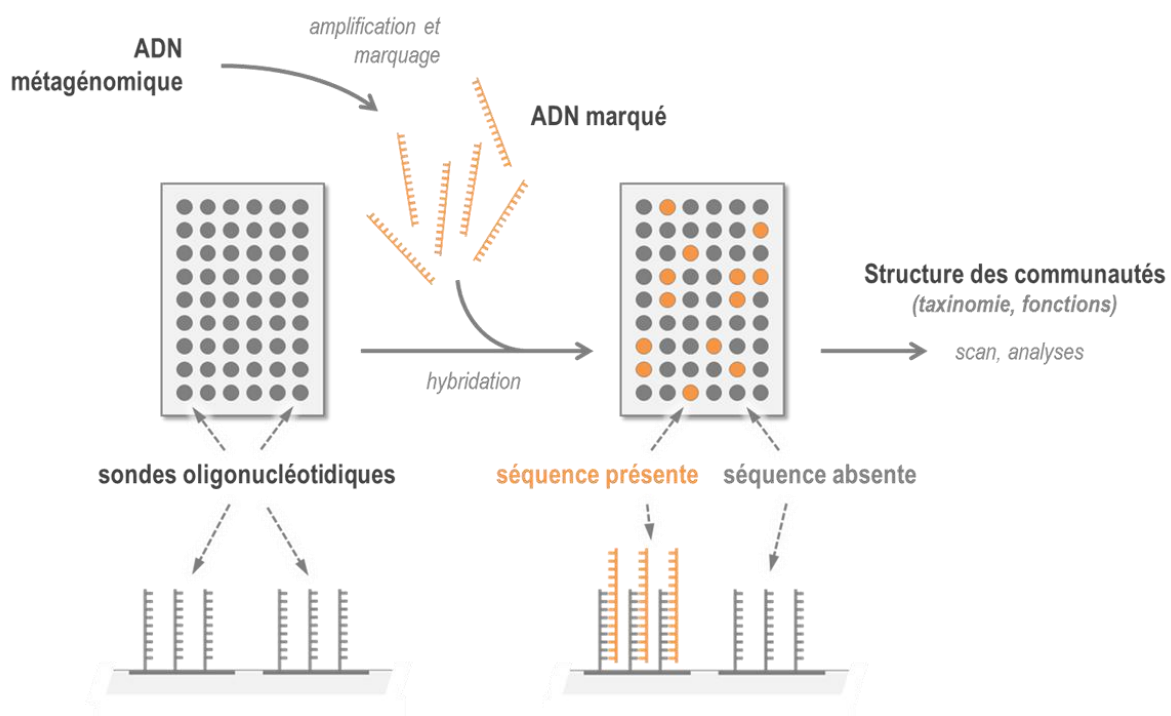 ADN
métagénomique
amplification et
marquage
ADN marqué
hybridation
Structure des communautés
(taxinomie, fonctions)
scan, analyses
sondes oligonucléotidiques
séquence présente
séquence absente